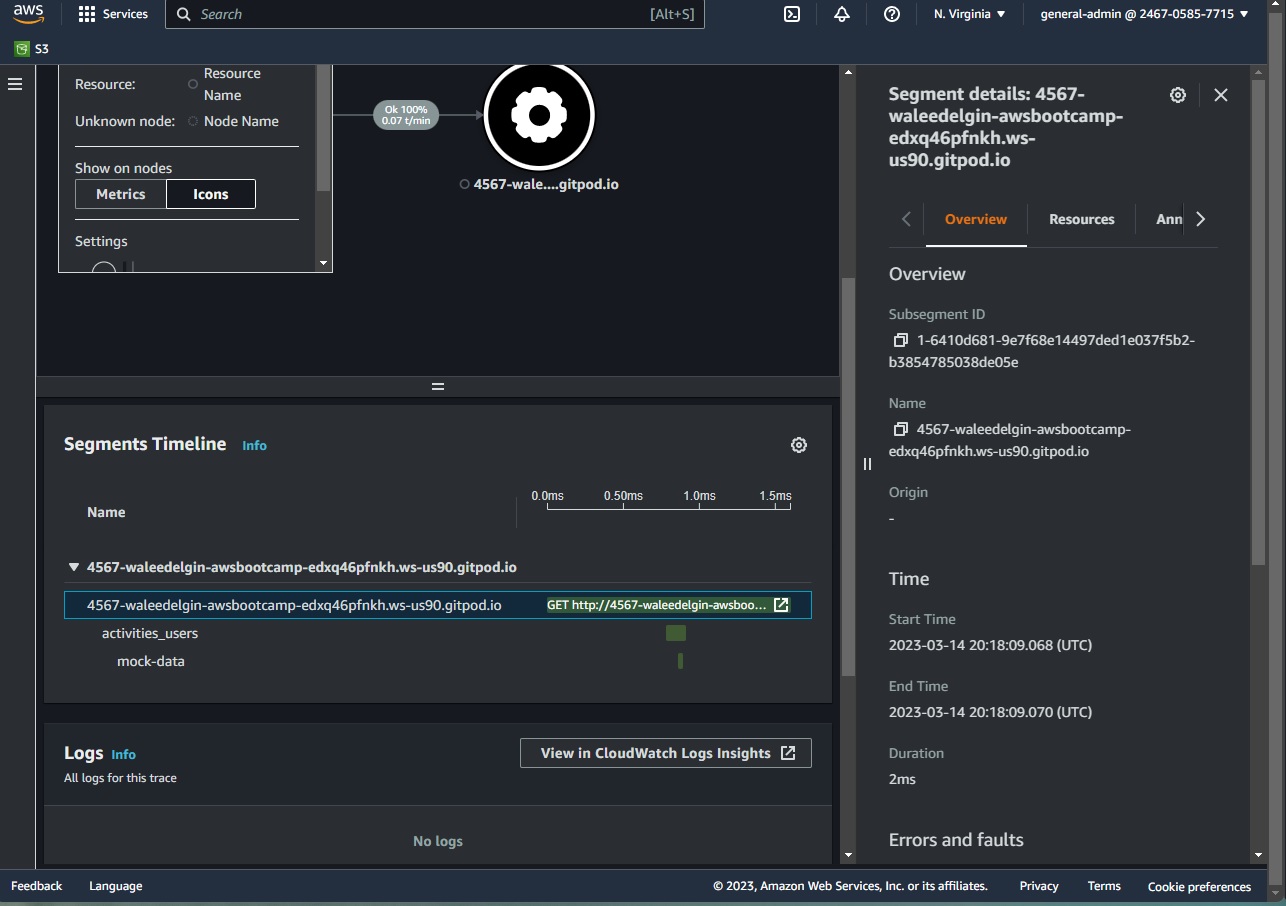 aws
Services
Search
[Alt+S]
N. Virginia
general-admin @ 2467-0585-7715
S3
Resource:
Resource
Name
Unknown node:
Node Name
Show on nodes
Metrics
Icons
Settings
Ok 100%
0.07 t/min
4567-wale....gitpod.io
Segments Timeline
Info
Name
0.0ms
0.50ms
1.0ms
1.5ms
4567-waleedelgin-awsbootcamp-edxq46pfnkh.ws-us90.gitpod.io
4567-waleedelgin-awsbootcamp-edxq46pfnkh.ws-us90.gitpod.io
GET http://4567-waleedelgin-awsboo...
activities_users
mock-data
Logs
Info
All logs for this trace
View in CloudWatch Logs Insights
No logs
Segment details: 4567-
waleedelgin-awsbootcamp-
edxq46pfnkh.ws-
us90.gitpod.io
Overview
Resources
Ann
Overview
Subsegment ID
1-6410d681-9e7f68e14497ded1e037f5b2-
b3854785038de05e
Name
4567-waleedelgin-awsbootcamp-
edxq46pfnkh.ws-us90.gitpod.io
Origin
-
Time
Start Time
2023-03-14 20:18:09.068 (UTC)
End Time
2023-03-14 20:18:09.070 (UTC)
Duration
2ms
Errors and faults
Feedback
Language
© 2023, Amazon Web Services, Inc. or its affiliates.
Privacy
Terms
Cookie preferences